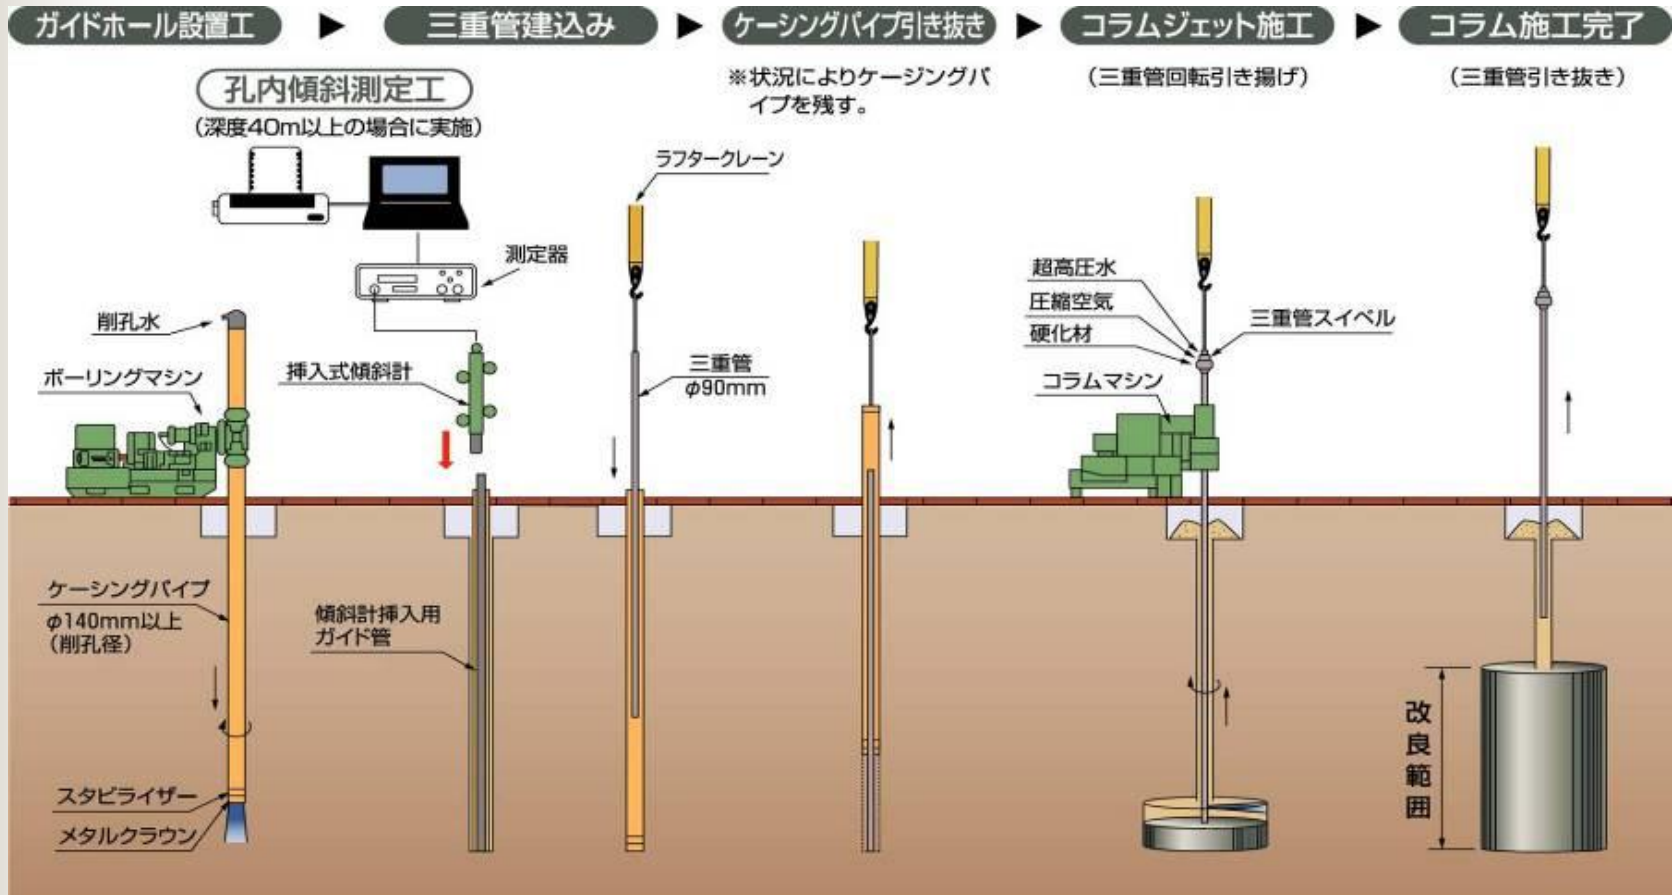 ガイドホール設置工
▶
三重管建込み
▶
ケーシングパイプ引き抜き
▶
コラムジェット施工
▶
コラム施工完了
孔内傾斜測定工
(深度40m以上の場合に実施)
※状況によりケージングパ
イプを残す。
(三重管回転引き揚げ)
(三重管引き抜き)
ラフタークレーン
測定器
削孔水
ボーリングマシン
挿入式傾斜計
三重管
φ90mm
超高圧水
圧縮空気
硬化材
三重管スイベル
コラムマシン
ケーシングパイプ
φ140mm以上
(削孔径)
傾斜計挿入用
ガイド管
スタビライザー
メタルクラウン
改良範囲